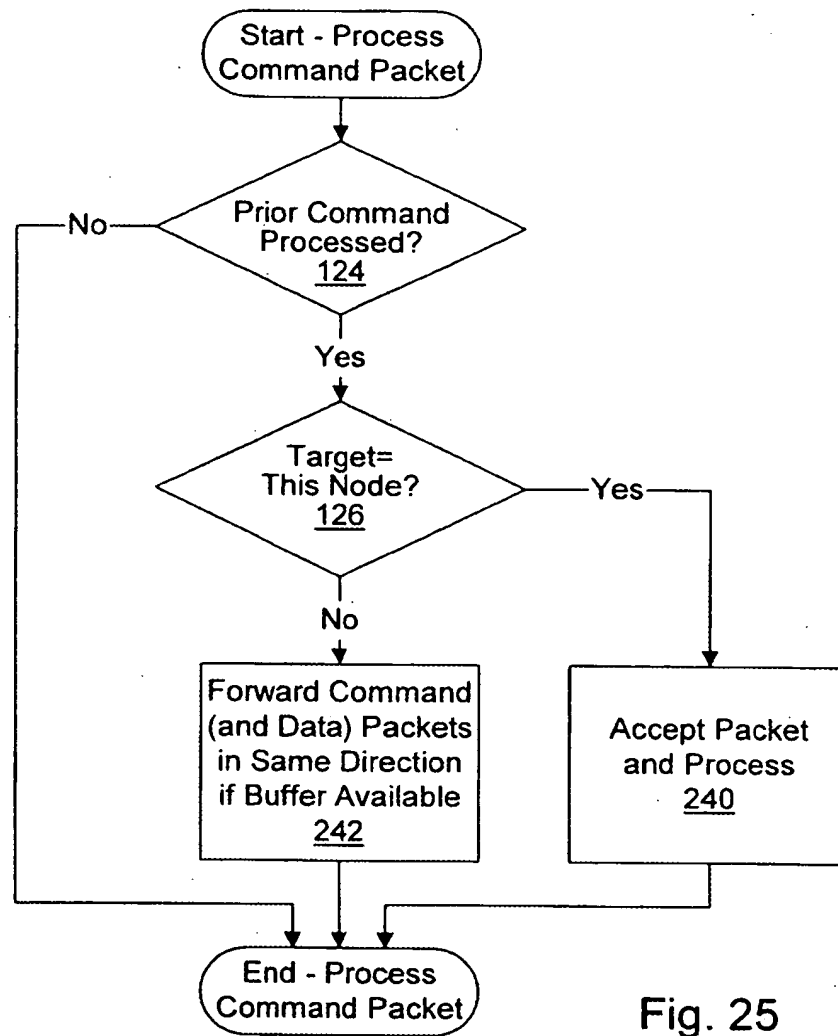 Start - Process
Command Packet
No
Prior Command
Processed?
124
Yes
Target=
This Node?
126
Yes
No
Forward Command
(and Data) Packets
in Same Direction
if Buffer Available
242
Accept Packet
and Process
240
End - Process
Command Packet
Fig. 25